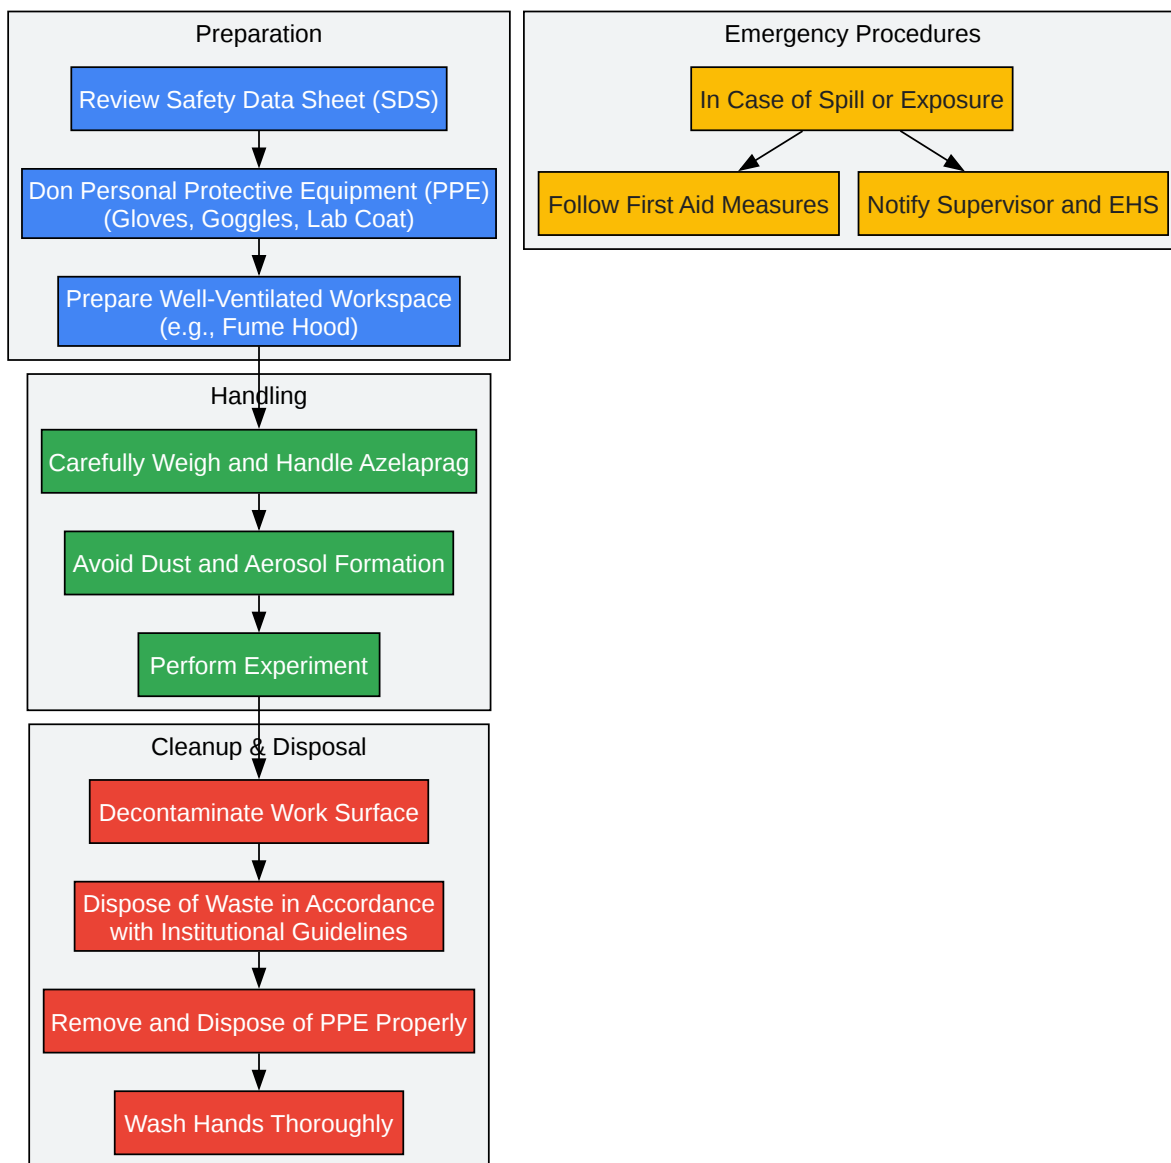 Preparation
Review Safety Data Sheet (SDS)
Don Personal Protective Equipment (PPE)
(Gloves, Goggles, Lab Coat)
Prepare Well-Ventilated Workspace
(e.g., Fume Hood)
Handling
Carefully Weigh and Handle Azelaprag
Avoid Dust and Aerosol Formation
Perform Experiment
Cleanup & Disposal
Decontaminate Work Surface
Dispose of Waste in Accordance
with Institutional Guidelines
Remove and Dispose of PPE Properly
Wash Hands Thoroughly
Emergency Procedures
In Case of Spill or Exposure
Follow First Aid Measures
Notify Supervisor and EHS